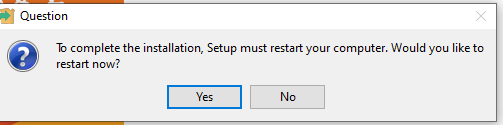 Question
To complete the installation, Setup must restart your computer. Would you like to
restart now?
Yes
No